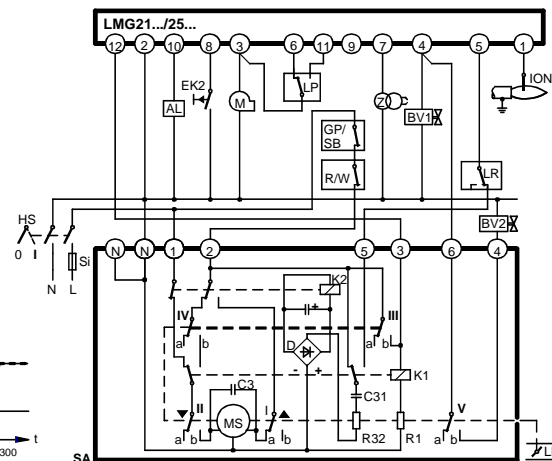 LMG21.../25...
12 2 10 8 3 6 11 9 7 4 5 1
ION
EK2
LP
AL
M
Z
BV1
GP/
SB
R/W
LR
HS
0 I
Si
BV2
N L
N N 1 2 5 3 6 4
K2
IV
III
a b
a b
D
+
- +
K1
C3
C31
II
I
V
MS
a b
a b
R32
R1
a b
t
300
SA